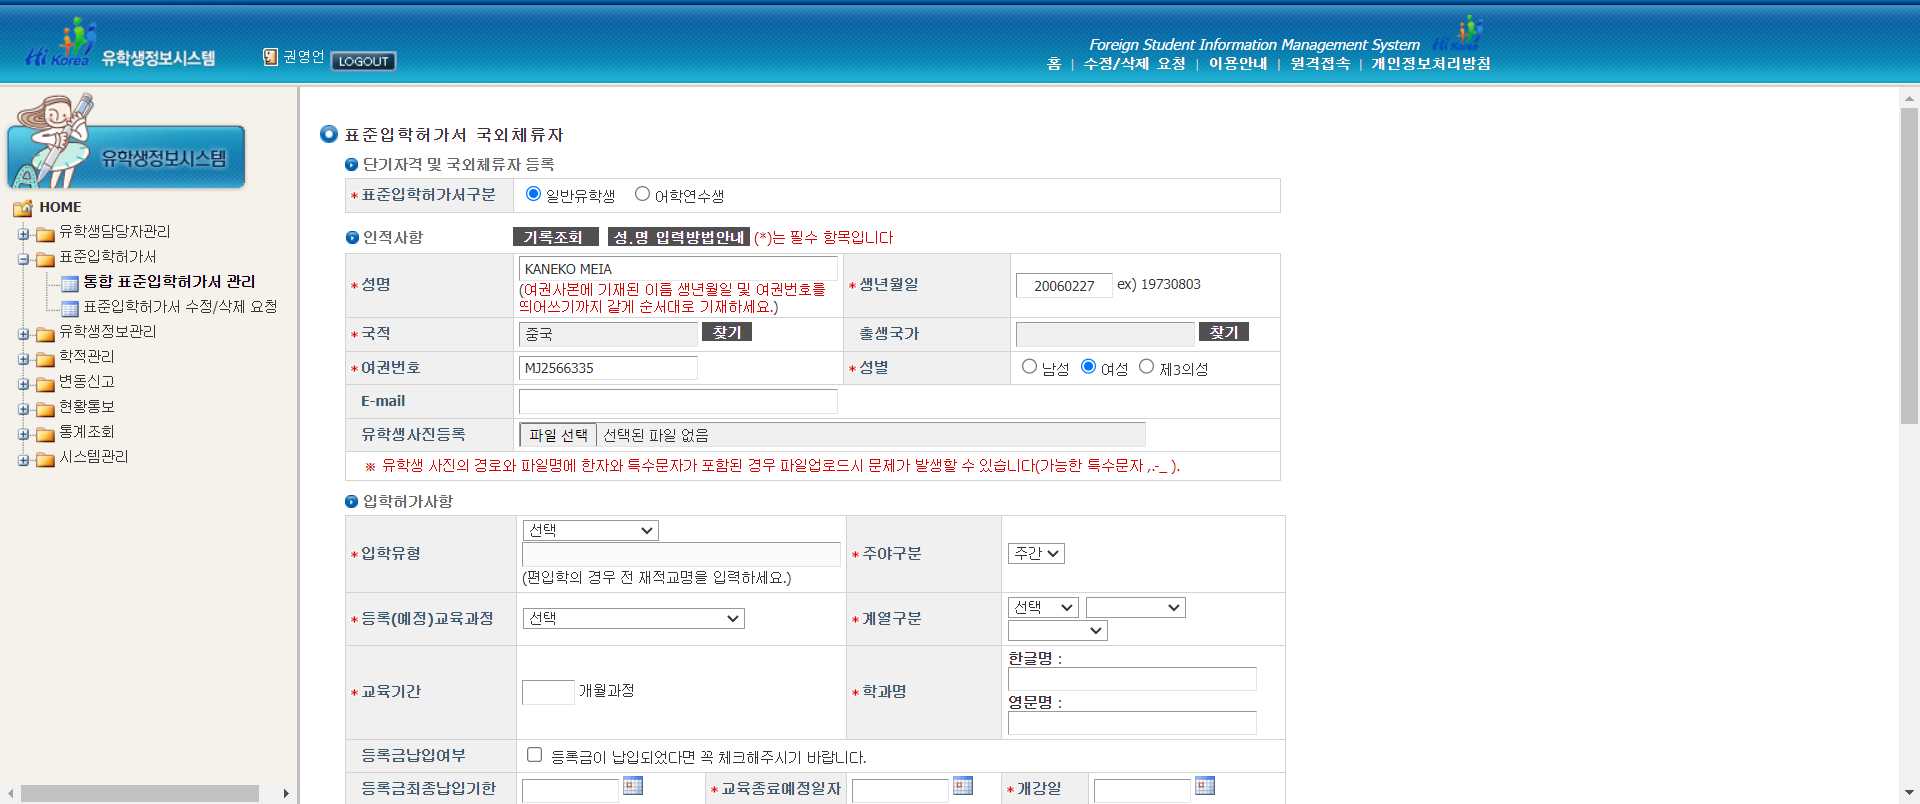 Hi Korea 유학생정보시스템
권영언 LOGOUT
Foreign Student Information Management System Hi Korea
홈 | 수정/삭제 요청 | 이용안내 | 원격접속 | 개인정보처리방침
유학생정보시스템
HOME
유학생담당자관리
표준입학허가서
통합 표준입학허가서 관리
표준입학허가서 수정/삭제 요청
유학생정보관리
학적관리
변동신고
현황통보
통계조회
시스템관리
표준입학허가서 국외체류자
단기자격 및 국외체류자 등록
* 표준입학허가서구분 일반유학생 어학연수생
인적사항 기록조회 성.명 입력방법안내 (*)는 필수 항목입니다
* 성명 KANEKO MEIA
(여권사본에 기재된 이름 생년월일 및 여권번호를
띄어쓰기까지 같게 순서대로 기재하세요.)
* 생년월일 20060227 ex) 19730803
* 국적 중국 찾기 출생국가 찾기
* 여권번호 MJ2566335 * 성별 남성 여성 제3의성
E-mail
유학생사진등록 파일 선택 선택된 파일 없음
※ 유학생 사진의 경로와 파일명에 한자와 특수문자가 포함된 경우 파일업로드시 문제가 발생할 수 있습니다(가능한 특수문자 ,.-_ ).
입학허가사항
* 입학유형 선택
(편입학의 경우 전 재적교명을 입력하세요.)
* 주야구분 주간
* 등록(예정)교육과정 선택 * 계열구분 선택
* 교육기간 개월과정 * 학과명 한글명 :
영문명 :
등록금납입여부 등록금이 납입되었다면 꼭 체크해주시기 바랍니다.
등록금최종납입기한 * 교육종료예정일자 * 개강일